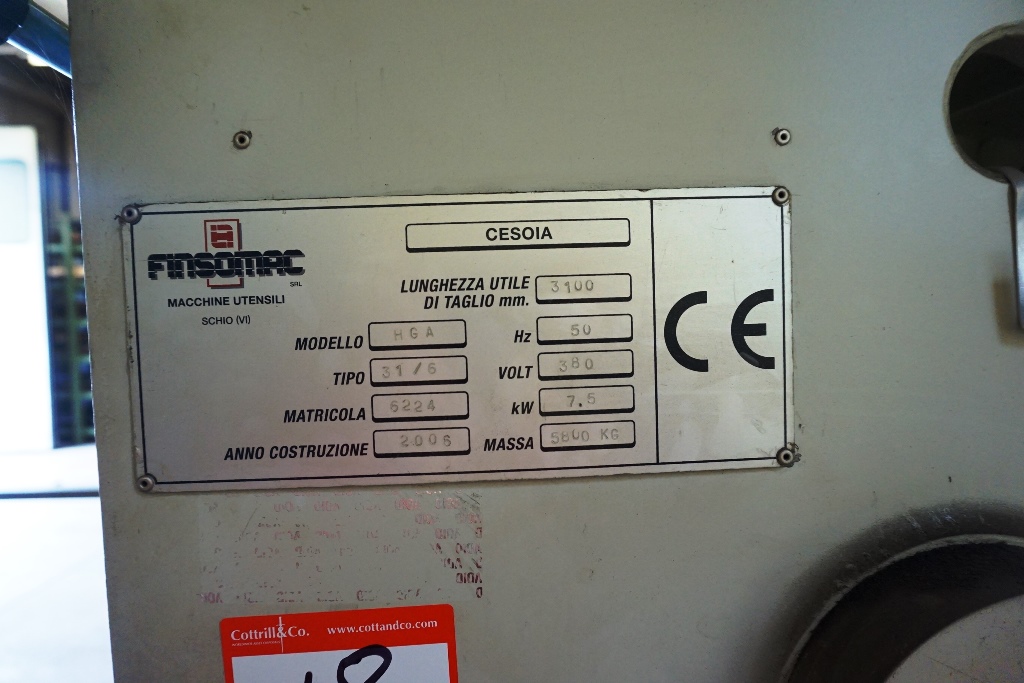 FINSOMAC
SRL
MACCHINE UTENSILI
SCHIO (VI)
CESOIA
LUNGHEZZA UTILE
DI TAGLIO mm. 3100
MODELLO HGA
Hz 50
TIPO 31/6
VOLT 380
MATRICOLA 6224
kW 7.5
ANNO COSTRUZIONE 2006
MASSA 5800 KG
CE
Cottrill&Co. www.cottandco.com